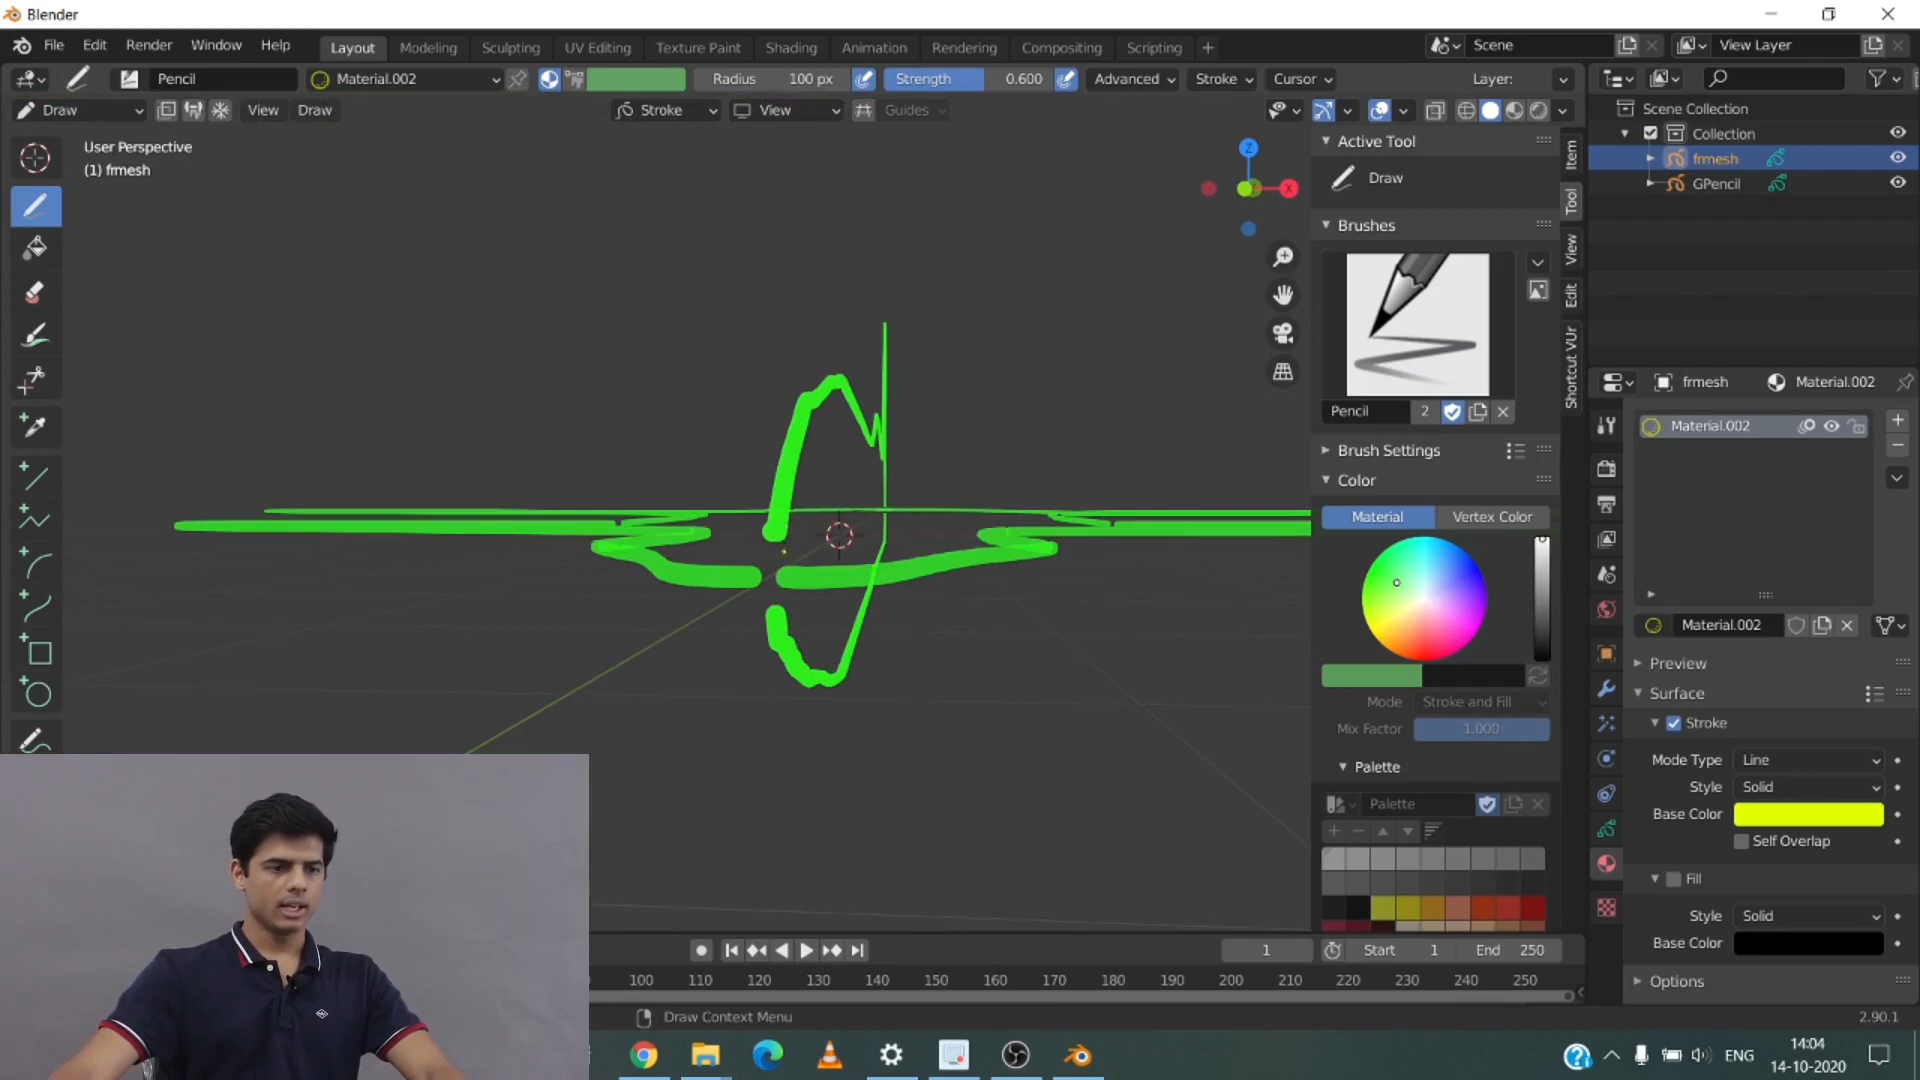 Blender
File Edit Render Window Help Layout Modeling Sculpting UV Editing Texture Paint Shading Animation Rendering Compositing Scripting + Scene View Layer
Pencil Material.002 Radius 100 px Strength 0.600 Advanced Stroke Cursor Layer:
Draw View Draw Stroke View Guides
User Perspective
(1) frmesh
Z
X
Active Tool
Draw
Brushes
Pencil 2
Brush Settings
Color
Material Vertex Color
Mode Stroke and Fill
Mix Factor 1.000
Palette
Palette
Item
Tool
View
Edit
Shortcut VUr
Scene Collection
Collection
frmesh
GPencil
frmesh Material.002
Material.002
Material.002
Preview
Surface
Stroke
Mode Type Line
Style Solid
Base Color
Self Overlap
Fill
Style Solid
Base Color
Options
1 Start 1 End 250
100 110 120 130 140 150 160 170 180 190 200 210 220 230 240 250
Draw Context Menu
2.90.1
ENG
14:04
14-10-2020